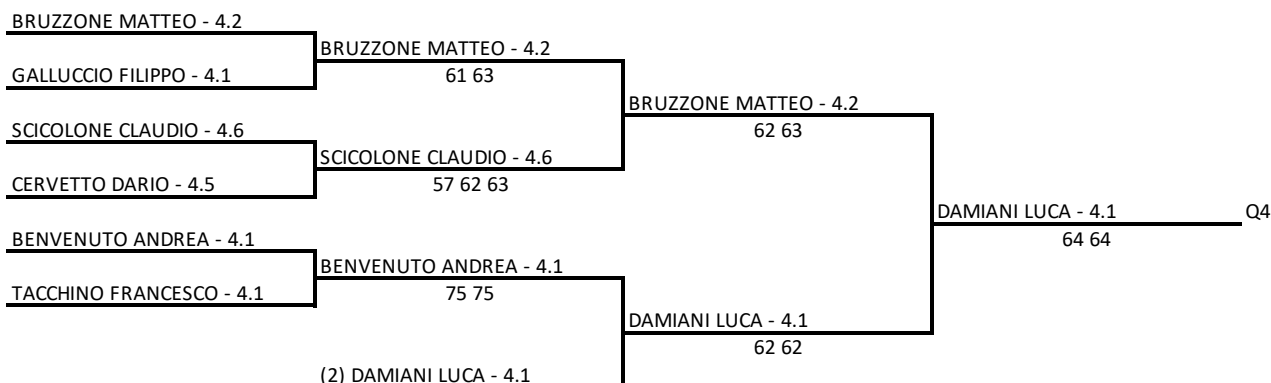 BRUZZONE MATTEO - 4.2
BRUZZONE MATTEO - 4.2
GALLUCCIO FILIPPO - 4.1
61 63
BRUZZONE MATTEO - 4.2
SCICOLONE CLAUDIO - 4.6
62 63
SCICOLONE CLAUDIO - 4.6
CERVETTO DARIO - 4.5
57 62 63
DAMIANI LUCA - 4.1
Q4
BENVENUTO ANDREA - 4.1
64 64
BENVENUTO ANDREA - 4.1
TACCHINO FRANCESCO - 4.1
75 75
DAMIANI LUCA - 4.1
62 62
(2) DAMIANI LUCA - 4.1